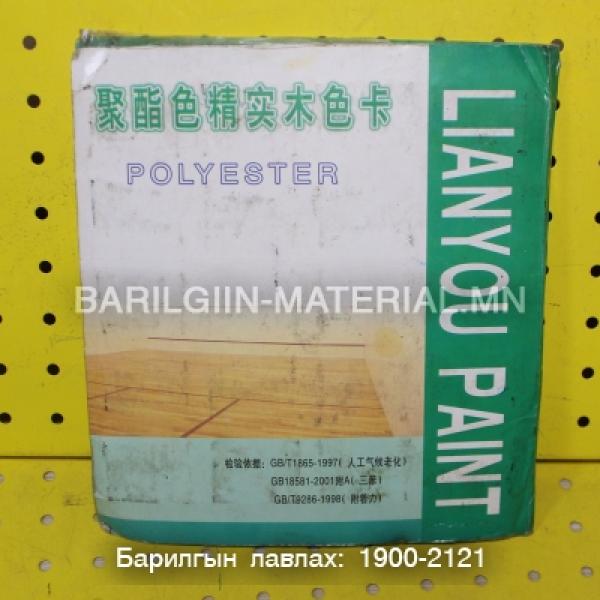 聚酯色精实木色卡
POLYESTER
LIANYOU PAINT
BARILGIIN-MATERIAL.MN
检验依据: GB/T1865-1997( 人工气候老化)
GB18581-2001附A( 三苯)
GB/T9286-1998( 附着力)
Барилгын лавлах: 1900-2121